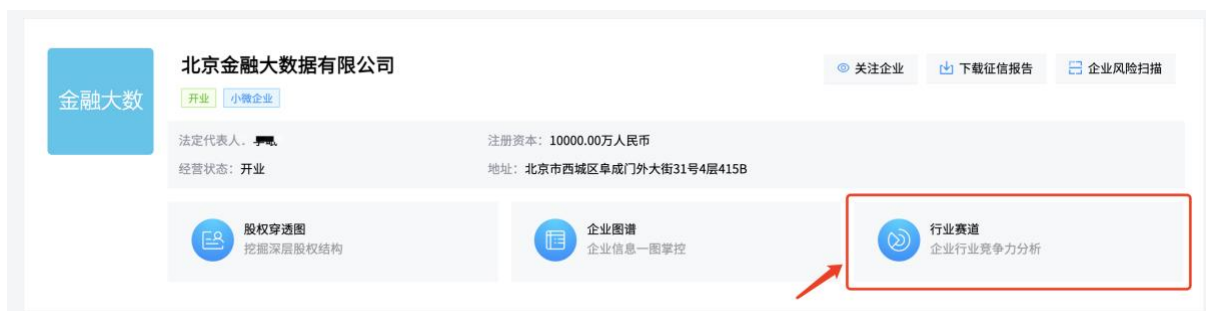 金融大数
北京金融大数据有限公司
开业 小微企业
关注企业 下载征信报告 企业风险扫描
法定代表人. 注册资本：10000.00万人民币
经营状态：开业 地址：北京市西城区阜成门外大街31号4层415B
股权穿透图
挖掘深层股权结构
企业图谱
企业信息一图掌控
行业赛道
企业行业竞争力分析